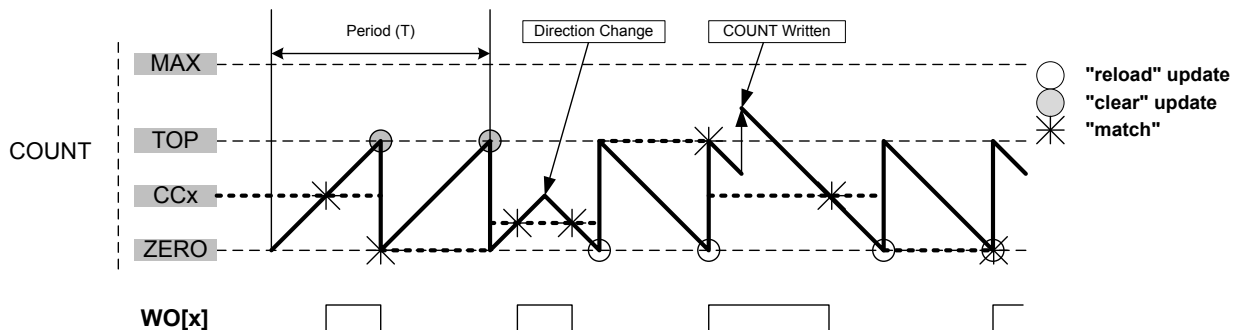 Period (T)
Direction Change
COUNT Written
MAX
"reload" update
"clear" update
TOP
"match"
COUNT
CCx
ZERO
WO[x]